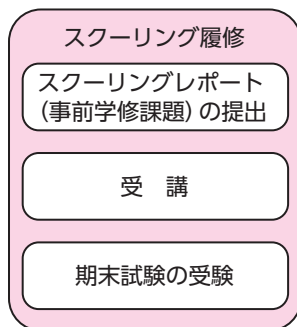 スクーリング履修
スクーリングレポート
(事前学修課題)の提出
受　講
期末試験の受験